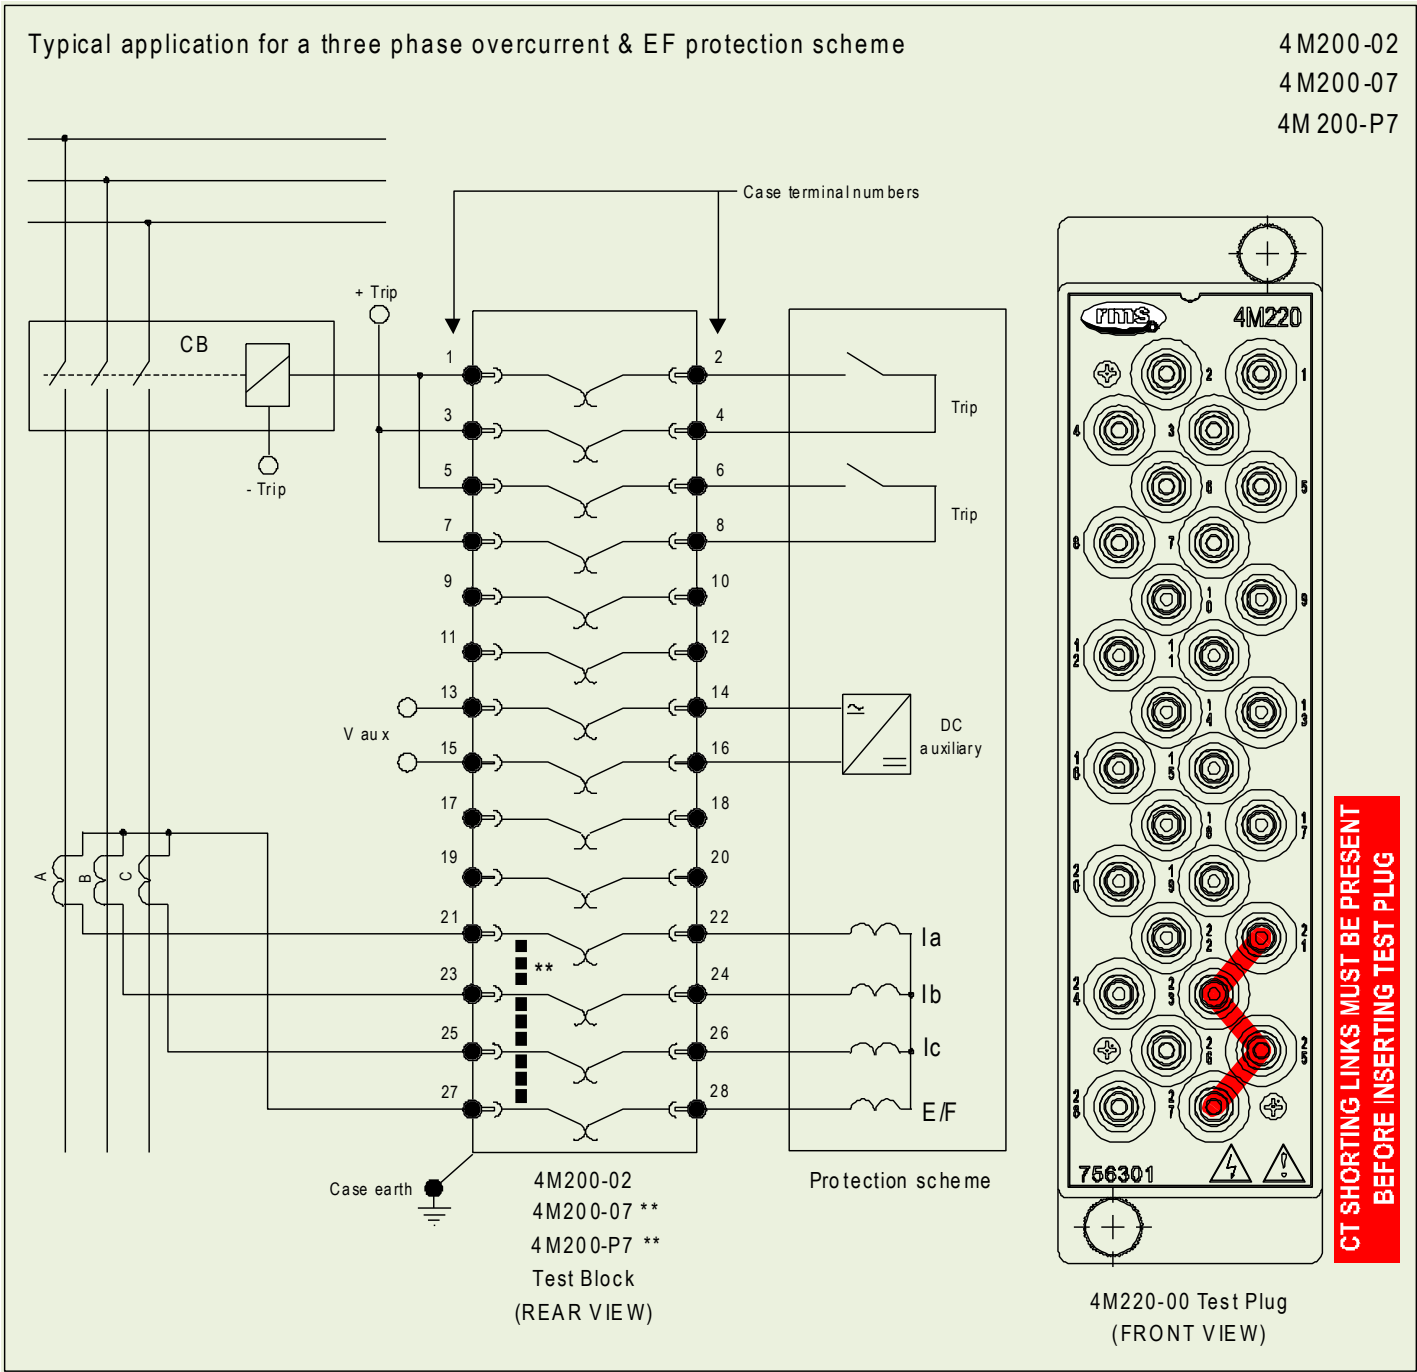 Typical application for a three phase overcurrent & EF protection scheme
4M200-02
4M200-07
4M200-P7
Case terminal numbers
+ Trip
CB
- Trip
1
2
3
4
5
6
7
8
9
10
11
12
13
14
15
16
17
18
19
20
21
22
23
24
25
26
27
28
Trip
Trip
V aux
DC
auxiliary
A
B
C
**
Ia
Ib
Ic
E/F
Case earth
4M200-02
4M200-07 **
4M200-P7 **
Test Block
(REAR VIEW)
Protection scheme
rms
4M220
2
1
4
3
6
5
8
7
10
9
12
11
14
13
16
15
18
17
20
19
22
21
24
23
26
25
28
27
756301
4M220-00 Test Plug
(FRONT VIEW)
CT SHORTING LINKS MUST BE PRESENT
BEFORE INSERTING TEST PLUG